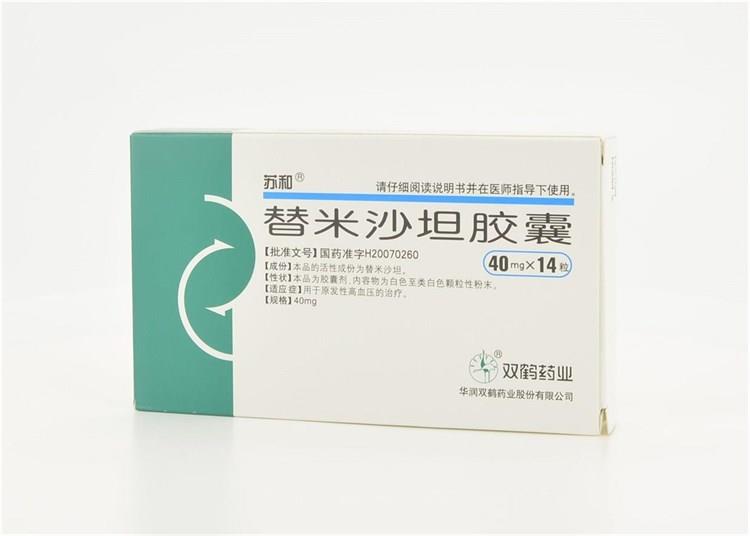 苏和®
请仔细阅读说明书并在医师指导下使用。
替米沙坦胶囊
【批准文号】国药准字H20070260
40mg×14粒
【成份】本品的活性成份为替米沙坦。
【性状】本品为胶囊剂,内容物为白色至类白色颗粒性粉末。
【适应症】用于原发性高血压的治疗。
【规格】40mg
® 双鹤药业
华润双鹤药业股份有限公司